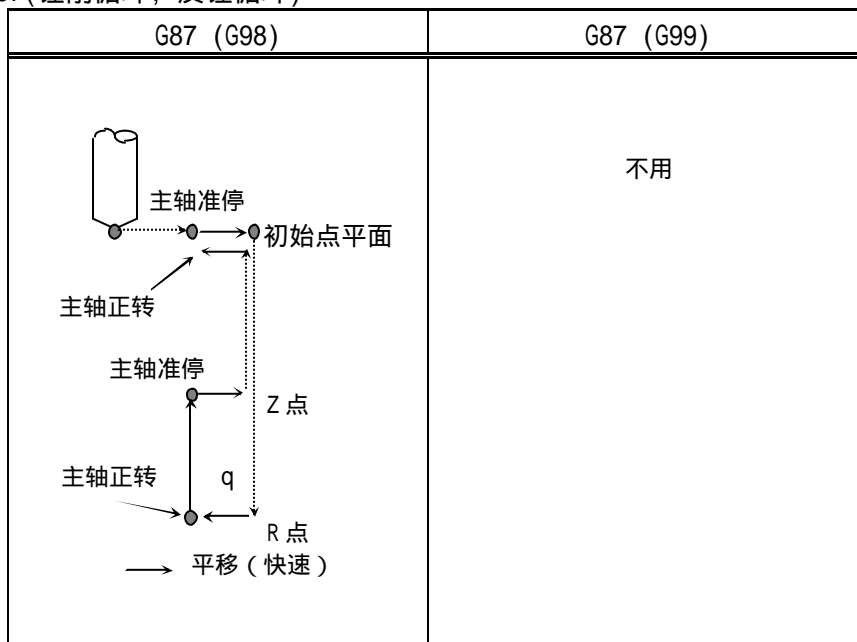 G87 (G98)
G87 (G99)
不用
主轴准停
初始点平面
主轴正转
主轴准停
Z 点
主轴正转
q
R 点
平移（快速）